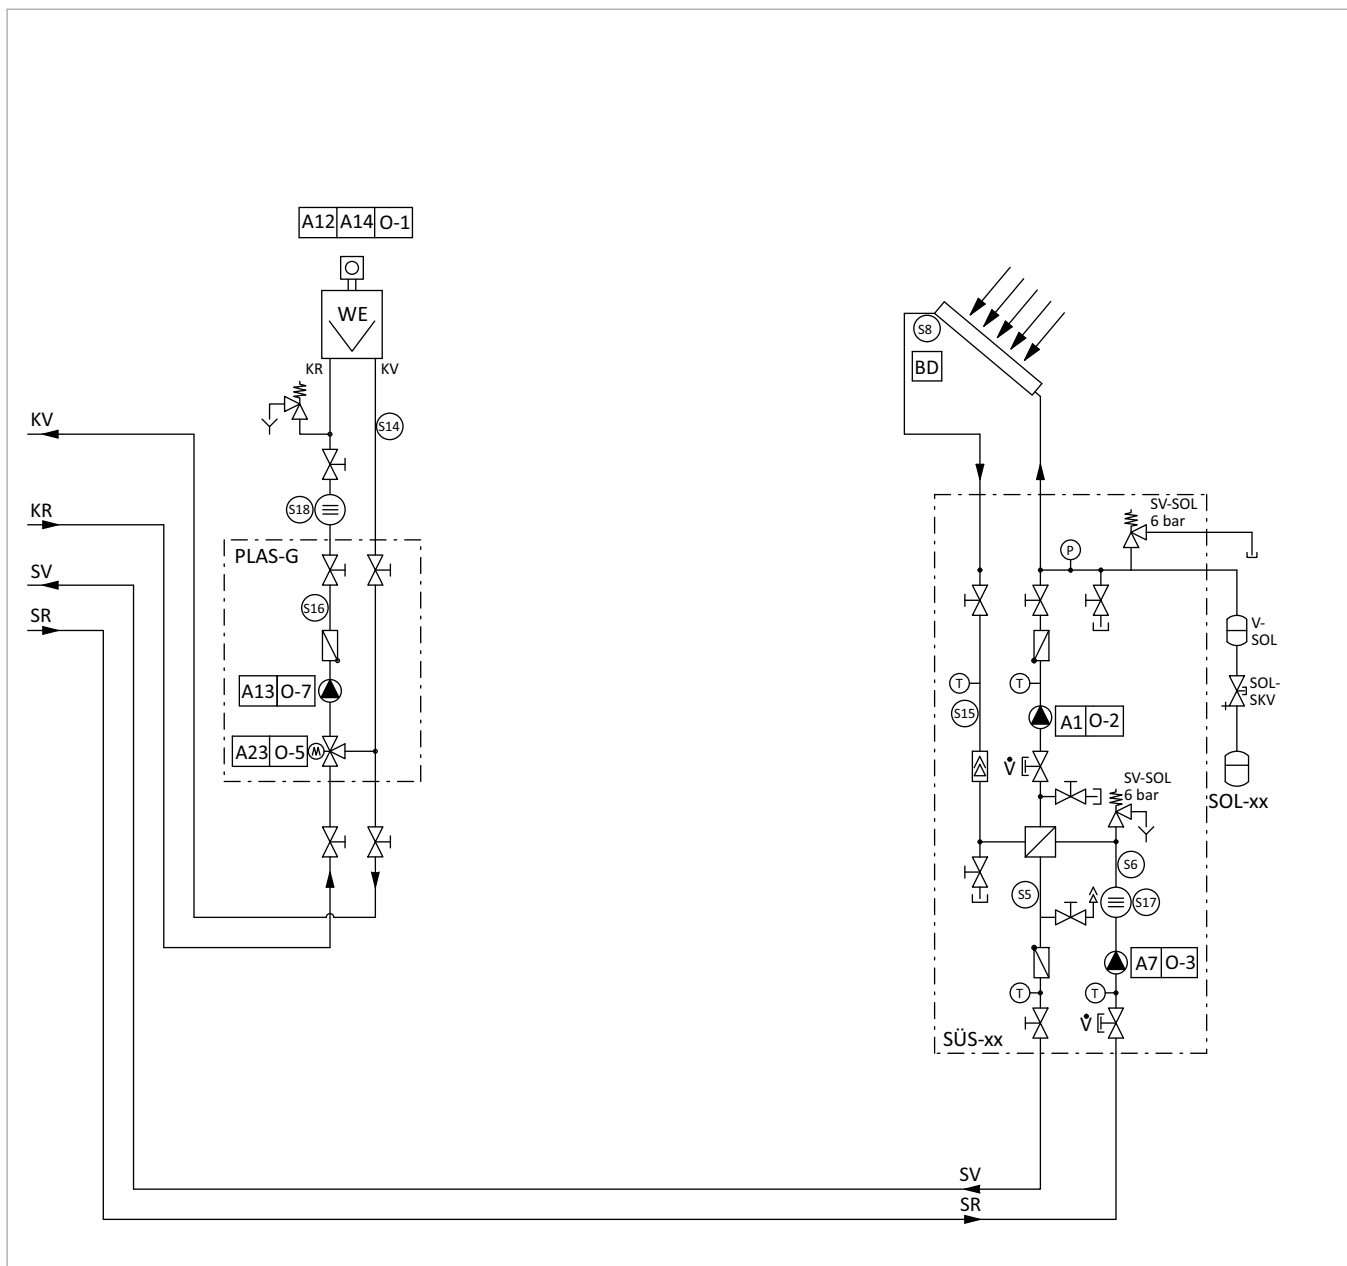 A12 A14 O-1
WE
KR KV
S8
BD
KV
S14
KR
S18
SV-SOL
6 bar
PLAS-G
P
SV
S16
SR
V-
SOL
T T
A13 O-7
SOL-
SKV
S15
A1 O-2
A23 O-5 M
V̇
SV-SOL
6 bar
SOL-xx
S6
S5
S17
A7 O-3
T T
V̇
SÜS-xx
SV
SR